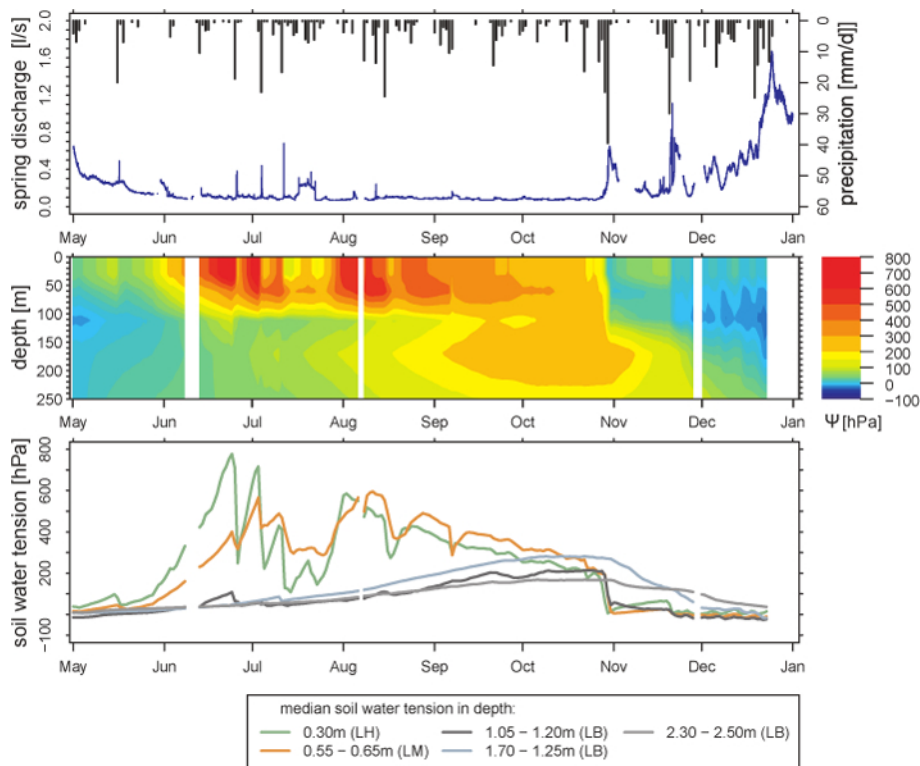 spring discharge [l/s]
2.0
1.6
1.2
0.8
0.4
0.0
0
10
20
30
40
50
60
precipitation [mm/d]
May Jun Jul Aug Sep Oct Nov Dec Jan
depth [m]
0
50
100
150
200
250
May Jun Jul Aug Sep Oct Nov Dec Jan
800
600
400
200
100
0
−100
Ψ [hPa]
soil water tension [hPa]
800
600
400
200
−100
May Jun Jul Aug Sep Oct Nov Dec Jan
median soil water tension in depth:
0.30m (LH) 1.05 − 1.20m (LB) 2.30 − 2.50m (LB)
0.55 − 0.65m (LM) 1.70 − 1.25m (LB)